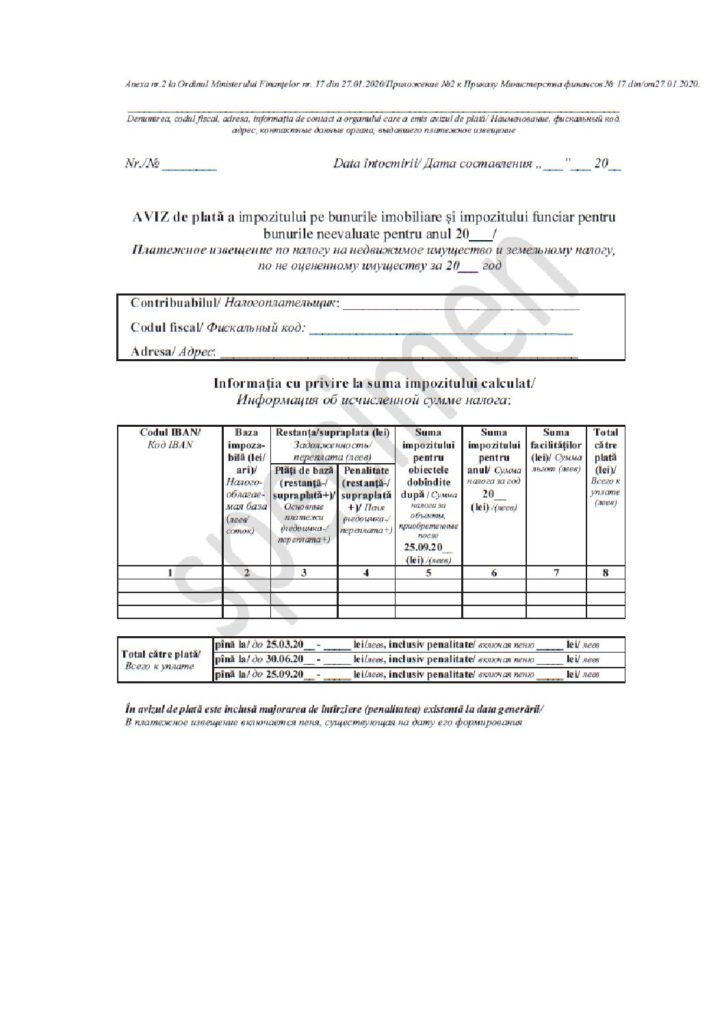 Anexa nr.2 la Ordinul Ministerului Finanțelor nr. 17 din 27.01.2020/Приложение №2 к Приказу Министерства финансов № 17 din/от27.01.2020.
Denumirea, codul fiscal, adresa, informația de contact a organului care a emis avizul de plată/ Наименование, фискальный код,
адрес, контактные данные органа, выдавшего платежное извещение
Nr./№ ________ Data întocmirii/ Дата составления „___”___ 20__
AVIZ de plată a impozitului pe bunurile imobiliare și impozitului funciar pentru
bunurile neevaluate pentru anul 20___/
Платежное извещение по налогу на недвижимое имущество и земельному налогу,
по не оцененному имуществу за 20___ год
Contribuabilul/ Налогоплательщик: ______
Codul fiscal/ Фискальный код: ______
Adresa/ Адрес: ______
Informația cu privire la suma impozitului calculat/
Информация об исчисленной сумме налога:
Codul IBAN/
Код IBAN
Baza
impoza-
bilă (lei/
ari)/
Налого-
облагае-
мая база
(леев/
соток)
Restanța/supraplata (lei)
Задолженность/
переплата (леев)
Plăți de bază
(restanță-/
supraplată+)/
Основные
платежи
(недоимка-/
переплата+)
Penalitate
(restanță-/
supraplată
+)/ Пеня
(недоимка-/
переплата+)
Suma
impozitului
pentru
obiectele
dobîndite
după / Сумма
налога за
объекты,
приобретенные
после
25.09.20__
(lei) /(леев)
Suma
impozitului
pentru
anul/ Сумма
налога за год
20__
(lei) /(леев)
Suma
facilităților
(lei)/ Сумма
льгот (леев)
Total
către
plată
(lei)/
Всего к
уплате
(леев)
1 2 3 4 5 6 7 8
Total către plată/
Всего к уплате
pînă la/ до 25.03.20__ - _____ lei/леев, inclusiv penalitate/ включая пеню _____ lei/ леев
pînă la/ до 30.06.20__ - _____ lei/леев, inclusiv penalitate/ включая пеню _____ lei/ леев
pînă la/ до 25.09.20__ - _____ lei/леев, inclusiv penalitate/ включая пеню _____ lei/ леев
În avizul de plată este inclusă majorarea de întîrziere (penalitatea) existentă la data generării/
В платежное извещение включается пеня, существующая на дату его формирования
specimen